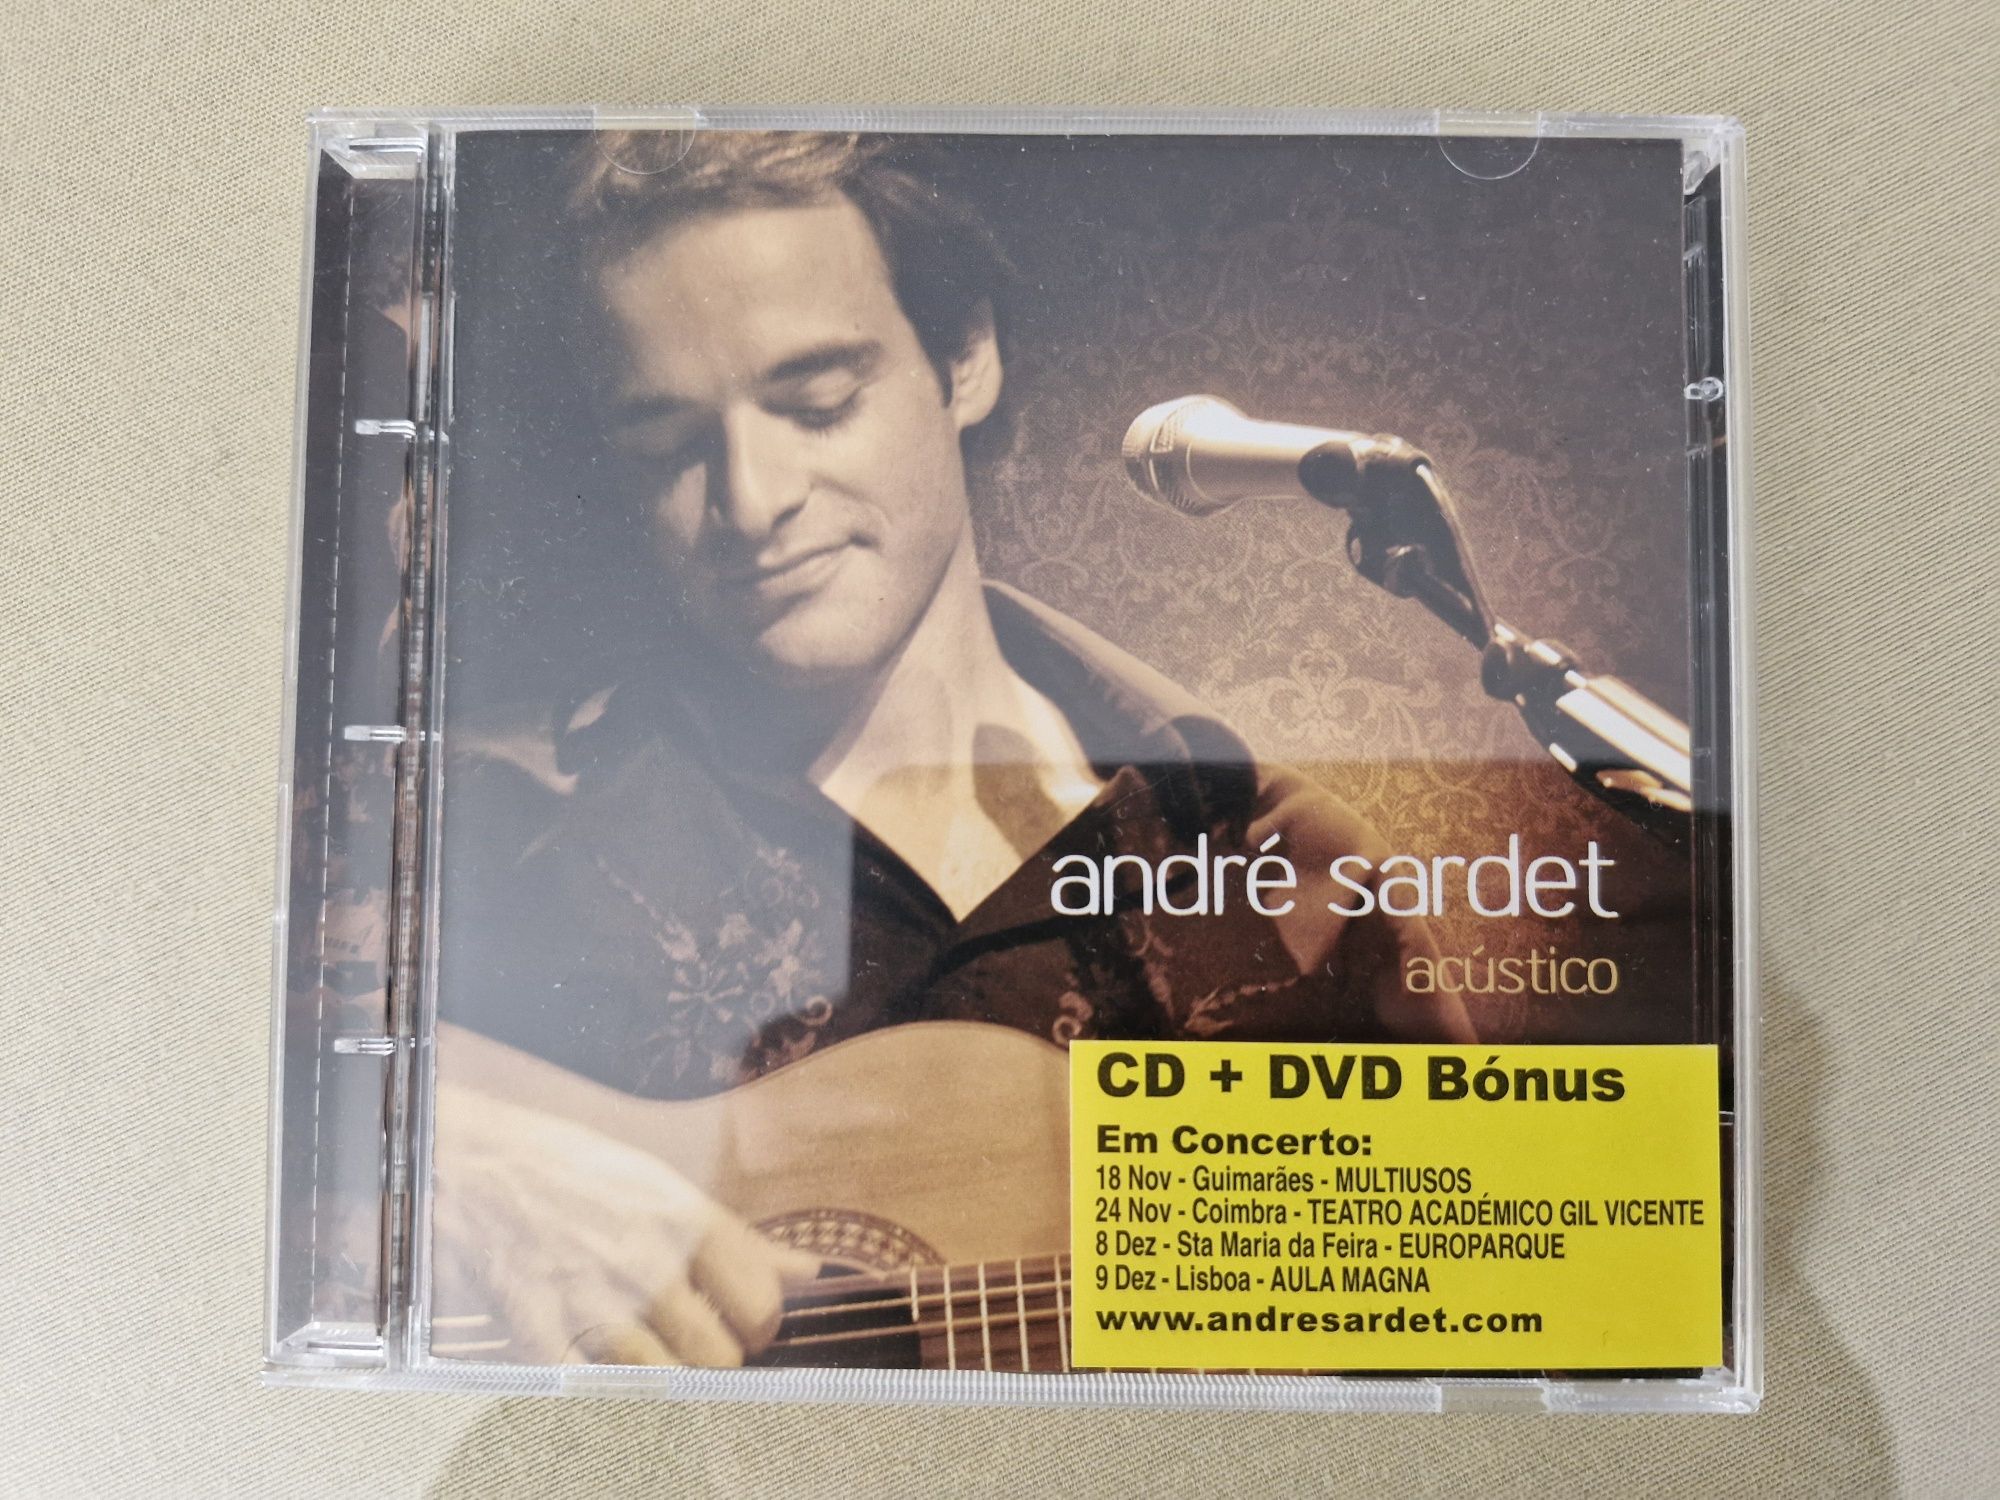 andré sardet
acústico
CD + DVD Bónus
Em Concerto:
18 Nov - Guimarães - MULTIUSOS
24 Nov - Coimbra - TEATRO ACADÉMICO GIL VICENTE
8 Dez - Sta Maria da Feira - EUROPARQUE
9 Dez - Lisboa - AULA MAGNA
www.andresardet.com